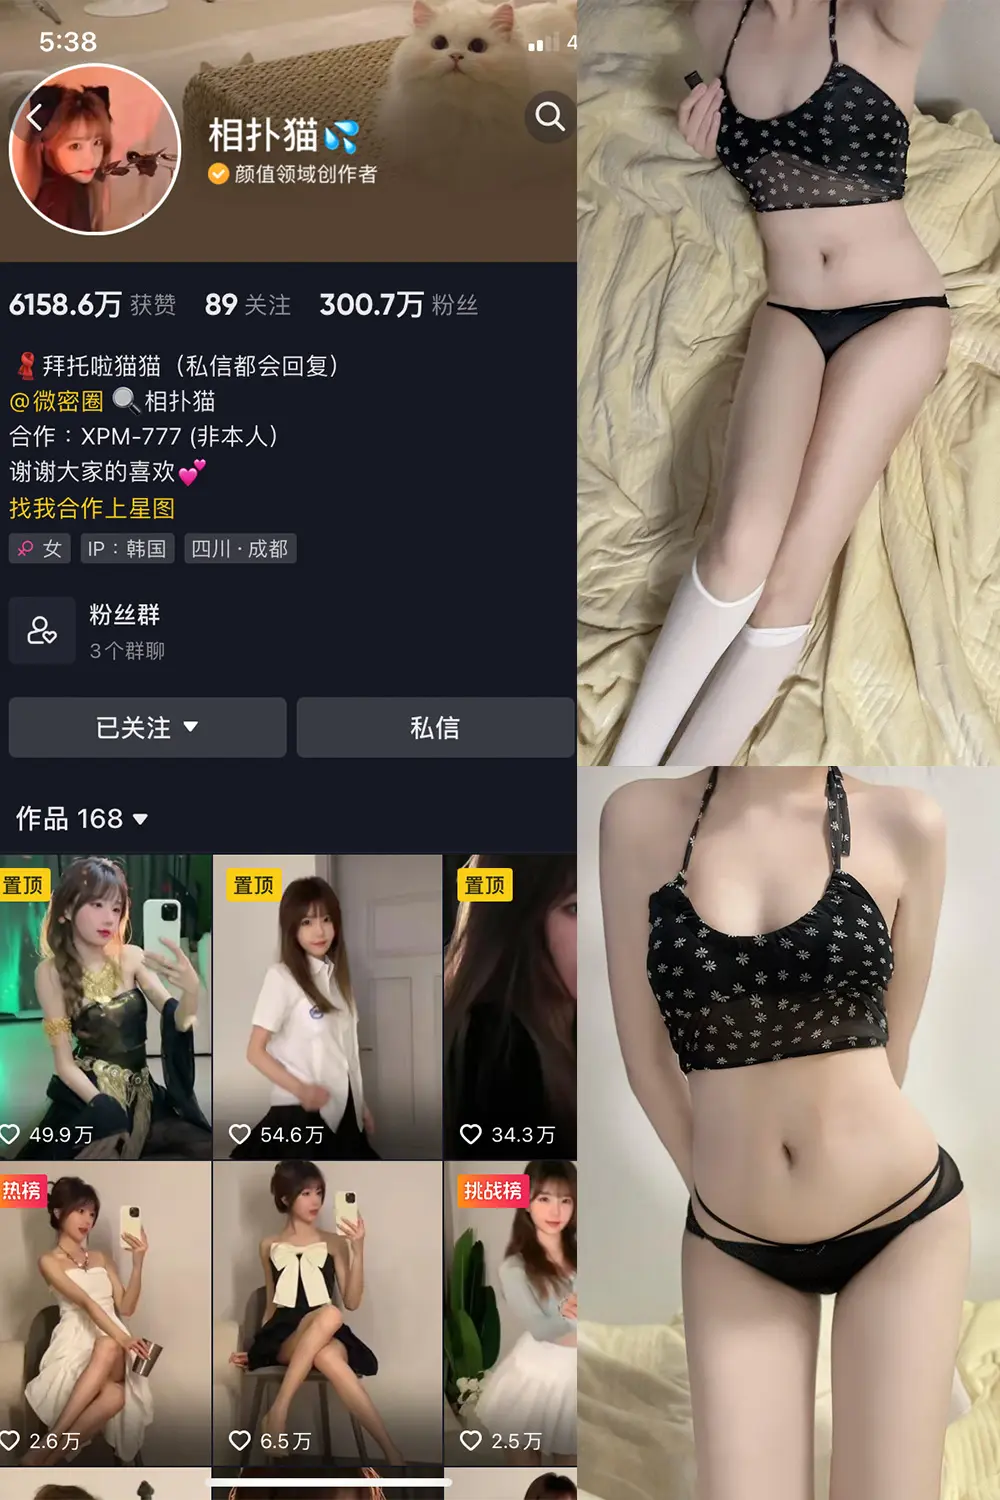 5:38
4
相扑猫💦
颜值领域创作者
6158.6万 获赞 89 关注 300.7万 粉丝
🧣拜托啦猫猫（私信都会回复）
@微密圈 🔍相扑猫
合作：XPM-777 (非本人)
谢谢大家的喜欢💕
找我合作上星图
女 IP：韩国 四川·成都
粉丝群
3个群聊
已关注 私信
作品 168
置顶 置顶 置顶
49.9万 54.6万 34.3万
热榜 挑战榜
2.6万 6.5万 2.5万